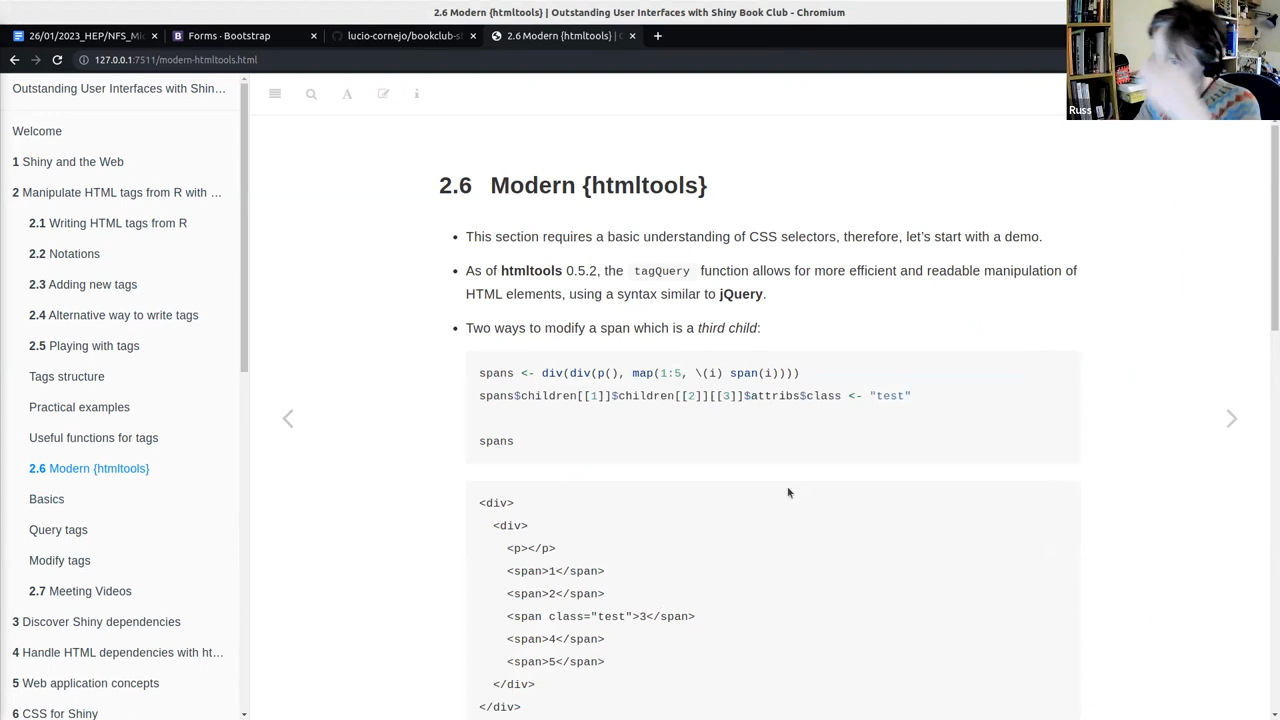 2.6 Modern {htmltools} | Outstanding User Interfaces with Shiny Book Club - Chromium
26/01/2023_HEP/NFS_Mi
Forms · Bootstrap
lucio-cornejo/bookclub-s
2.6 Modern {htmltools} |
127.0.0.1:7511/modern-htmltools.html
Russ
Outstanding User Interfaces with Shin…
Welcome
1 Shiny and the Web
2 Manipulate HTML tags from R with …
2.1 Writing HTML tags from R
2.2 Notations
2.3 Adding new tags
2.4 Alternative way to write tags
2.5 Playing with tags
Tags structure
Practical examples
Useful functions for tags
2.6 Modern {htmltools}
Basics
Query tags
Modify tags
2.7 Meeting Videos
3 Discover Shiny dependencies
4 Handle HTML dependencies with ht…
5 Web application concepts
6 CSS for Shiny
2.6 Modern {htmltools}
• This section requires a basic understanding of CSS selectors, therefore, let's start with a demo.
• As of htmltools 0.5.2, the tagQuery function allows for more efficient and readable manipulation of
HTML elements, using a syntax similar to jQuery.
• Two ways to modify a span which is a third child:
spans <- div(div(p(), map(1:5, \(i) span(i))))
spans$children[[1]]$children[[2]][[3]]$attribs$class <- "test"
spans
<div>
<div>
<p></p>
<span>1</span>
<span>2</span>
<span class="test">3</span>
<span>4</span>
<span>5</span>
</div>
</div>